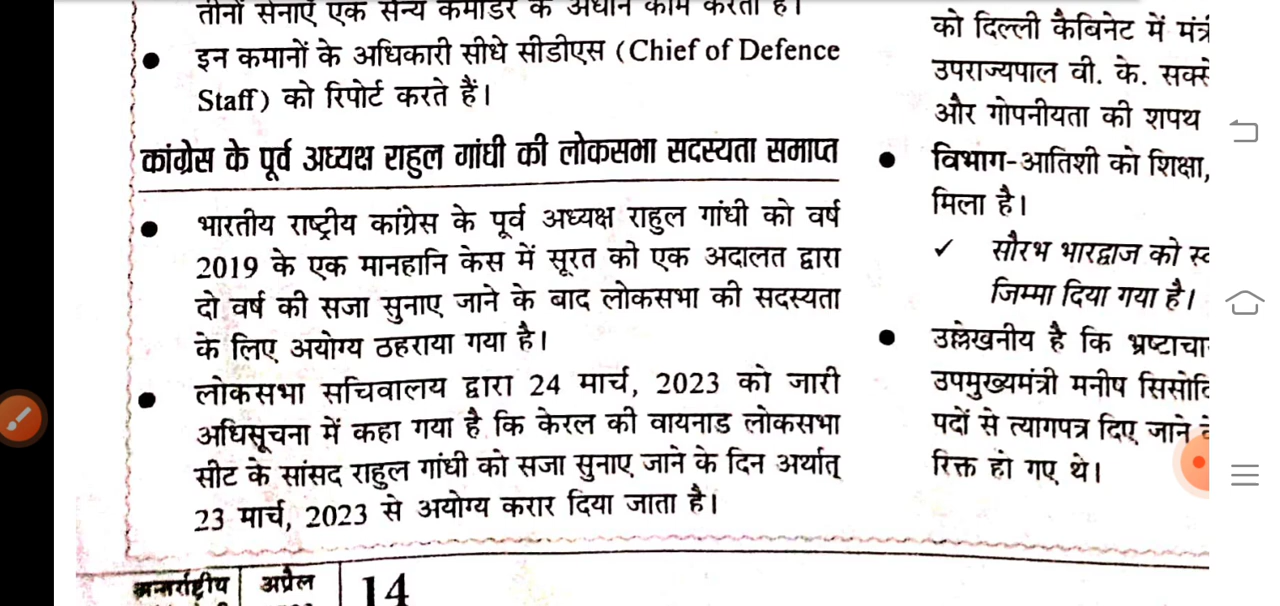 तीनों सेनाएँ एक सैन्य कमांडर के अधीन काम करती हैं।
● इन कमानों के अधिकारी सीधे सीडीएस (Chief of Defence
Staff) को रिपोर्ट करते हैं।
कांग्रेस के पूर्व अध्यक्ष राहुल गांधी की लोकसभा सदस्यता समाप्त
● भारतीय राष्ट्रीय कांग्रेस के पूर्व अध्यक्ष राहुल गांधी को वर्ष
2019 के एक मानहानि केस में सूरत को एक अदालत द्वारा
दो वर्ष की सजा सुनाए जाने के बाद लोकसभा की सदस्यता
के लिए अयोग्य ठहराया गया है।
● लोकसभा सचिवालय द्वारा 24 मार्च, 2023 को जारी
अधिसूचना में कहा गया है कि केरल की वायनाड लोकसभा
सीट के सांसद राहुल गांधी को सजा सुनाए जाने के दिन अर्थात्
23 मार्च, 2023 से अयोग्य करार दिया जाता है।
को दिल्ली कैबिनेट में
उपराज्यपाल वी. के.
और गोपनीयता की शपथ
● विभाग-आतिशी को शिक्षा,
मिला है।
✓ सौरभ भारद्वाज को
जिम्मा दिया गया है।
● उल्लेखनीय है कि
उपमुख्यमंत्री मनीष
पदों से त्यागपत्र दिए जाने
रिक्त हो गए थे।
अप्रैल
14